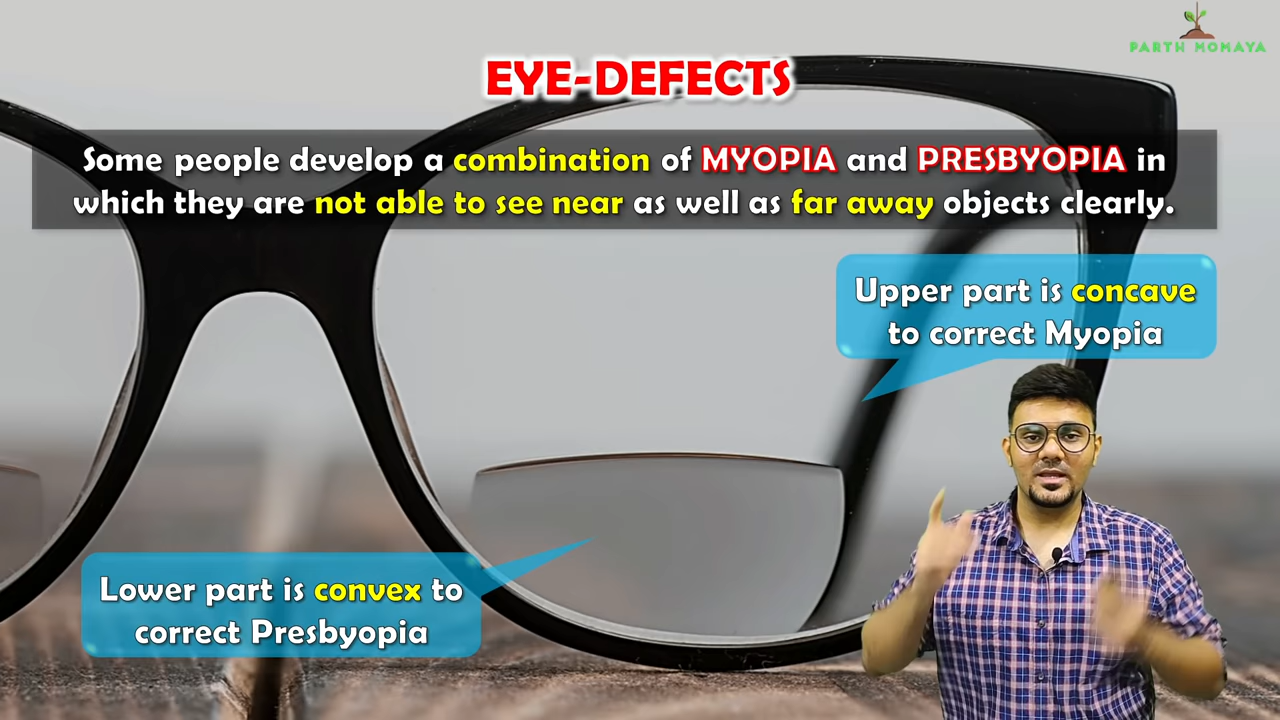 PARTH MOMAYA
EYE-DEFECTS
Some people develop a combination of MYOPIA and PRESBYOPIA in
which they are not able to see near as well as far away objects clearly.
Upper part is concave
to correct Myopia
Lower part is convex to
correct Presbyopia